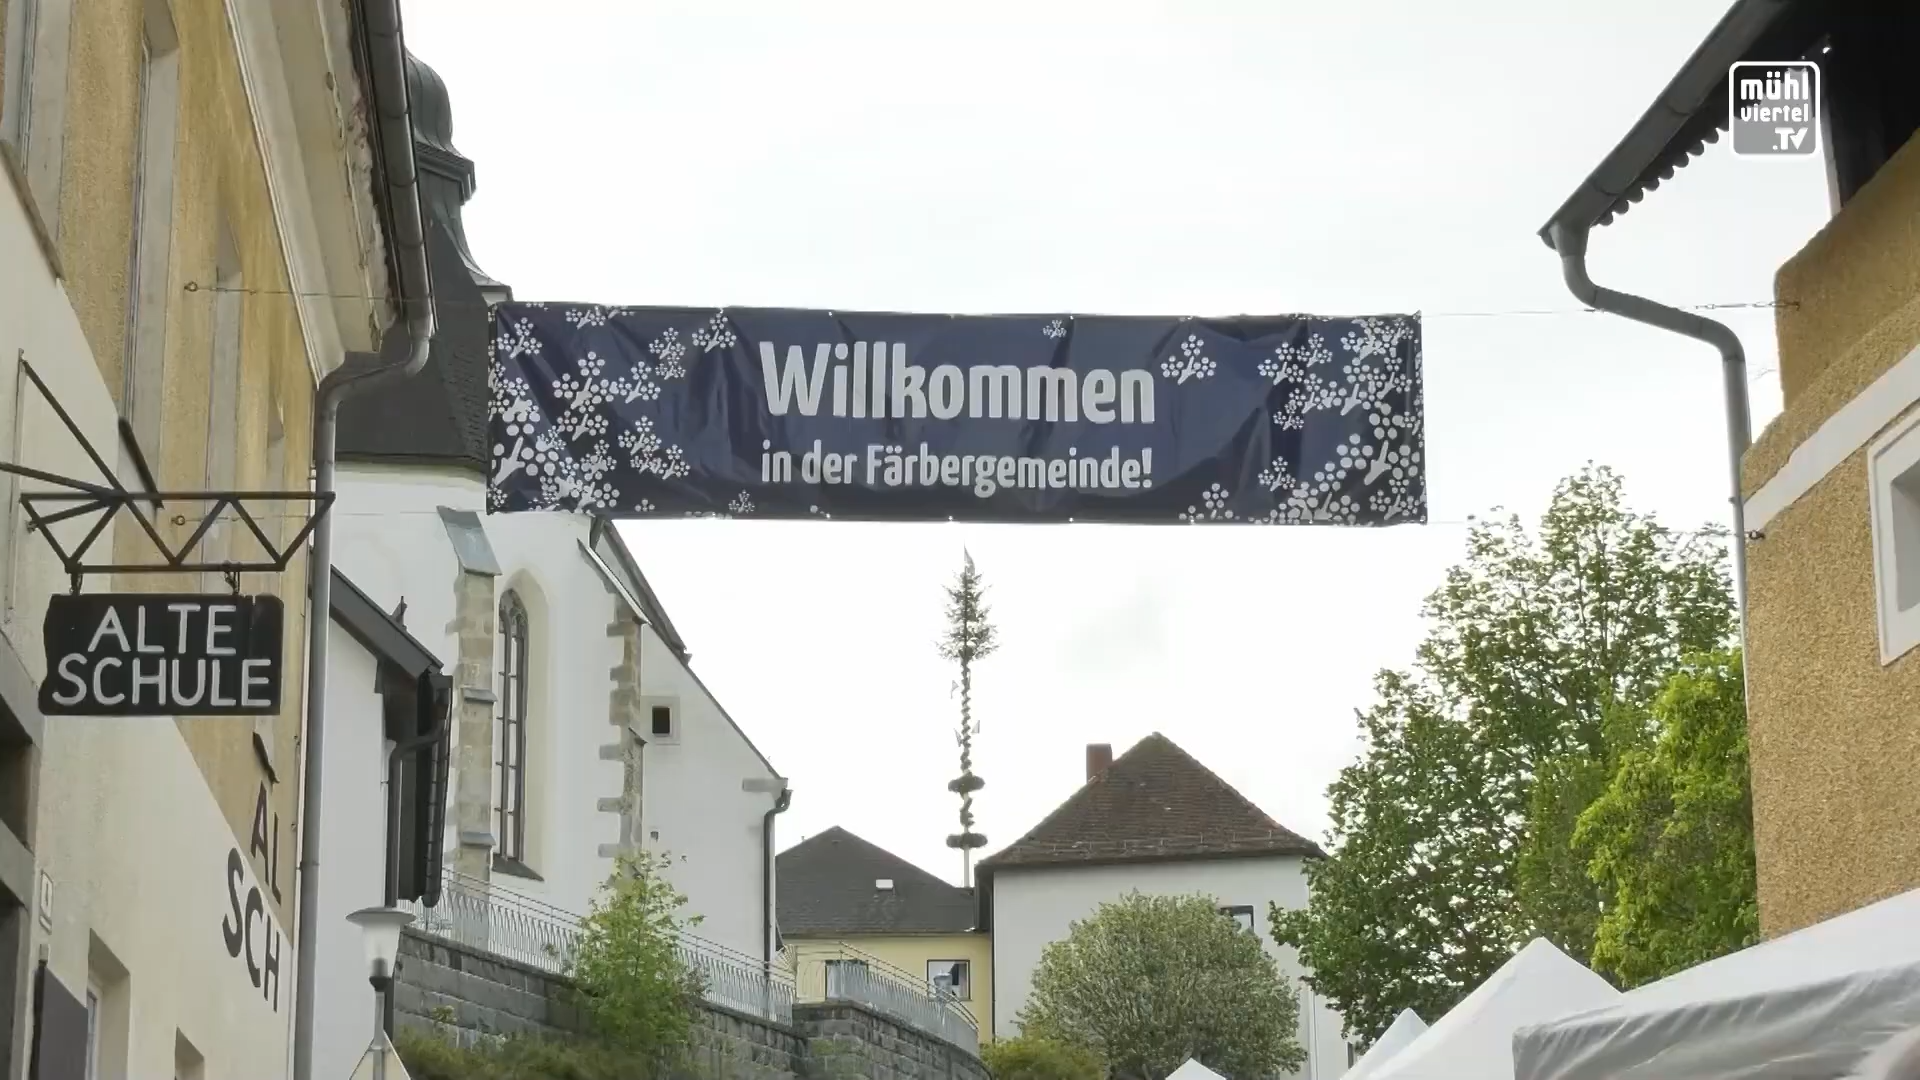 mühl
viertel
.TV
Willkommen
in der Färbergemeinde!
ALTE
SCHULE
AL
SCH